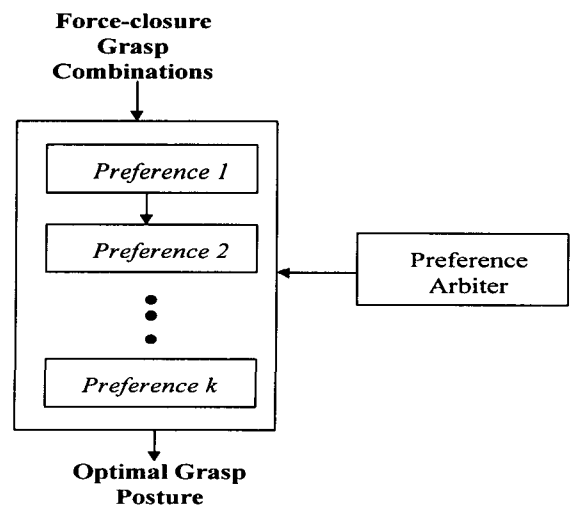 Force-closure
Grasp
Combinations
Preference 1
Preference 2
Preference
Arbiter
Preference k
Optimal Grasp
Posture